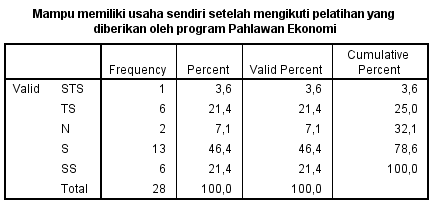 Mampu memiliki usaha sendiri setelah mengikuti pelatihan yang
diberikan oleh program Pahlawan Ekonomi
Frequency Percent Valid Percent Cumulative Percent
Valid STS 1 3,6 3,6 3,6
TS 6 21,4 21,4 25,0
N 2 7,1 7,1 32,1
S 13 46,4 46,4 78,6
SS 6 21,4 21,4 100,0
Total 28 100,0 100,0